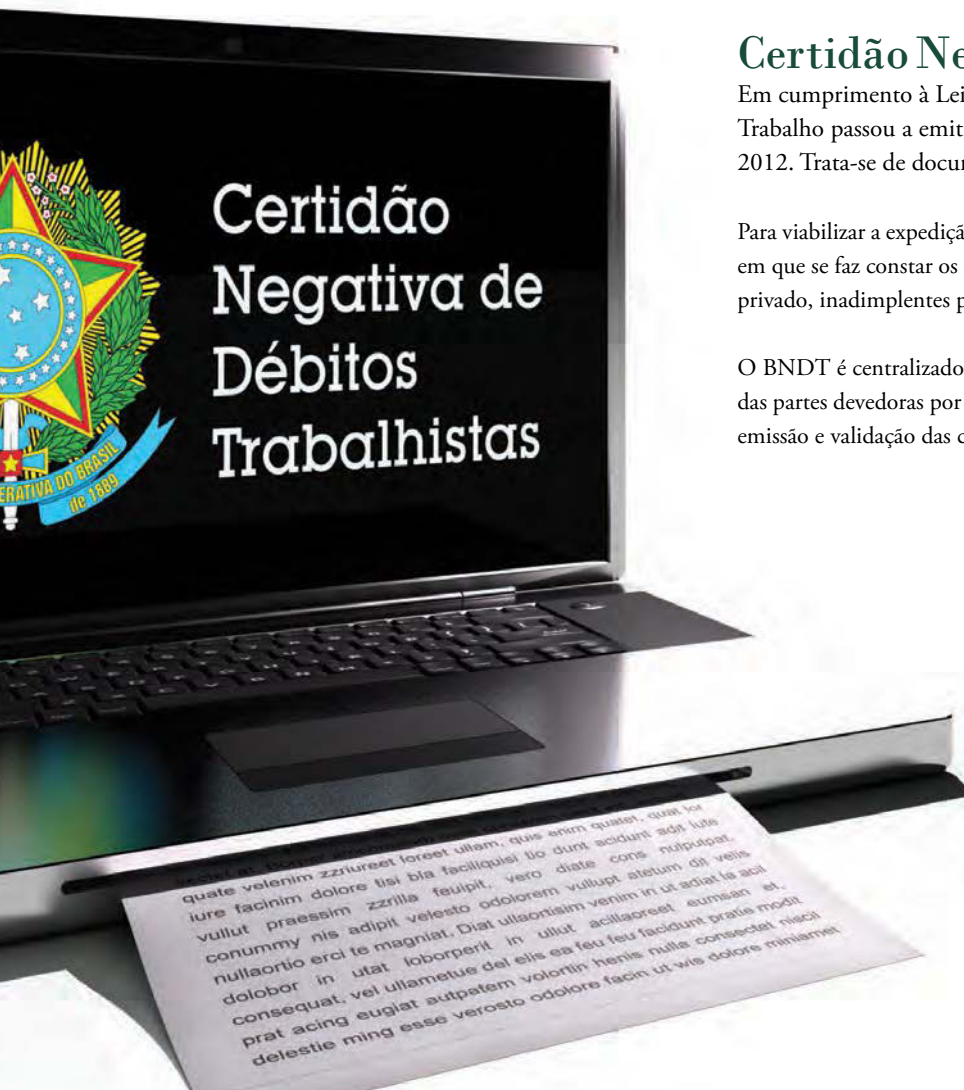 Certidão
Negativa de
Débitos
Trabalhistas
ERATIVA DO BRASIL
de 1889
Certidão Ne
Em cumprimento à Lei
Trabalho passou a emit
2012. Trata-se de docu
Para viabilizar a expediçã
em que se faz constar os
privado, inadimplentes p
O BNDT é centralizado
das partes devedoras por
emissão e validação das c
quate velenim zzriureet loreet ullam, quis enim quatet, quat lor
iure facinim dolore tisi bla faciliquisi tio dunt acidunt adit iute
vullut praessim zzrilla feuipit, vero diate cons nulputpat.
conummy nis adipit velesto odolorem vullupt atetum dit velis
nullaortio erci te magniat. Diat ullaortisim venim in ut adiat la acil
dolobor in utat loborperit in ullut acillaoreet eumsan et,
consequat, vel ullametue del elis ea feu feu facidunt pratie modit
prat acing eugiat autpatem volortin henis nulla consectet niscil
delestie ming esse verosto odolore facin ut wis dolore miniamet